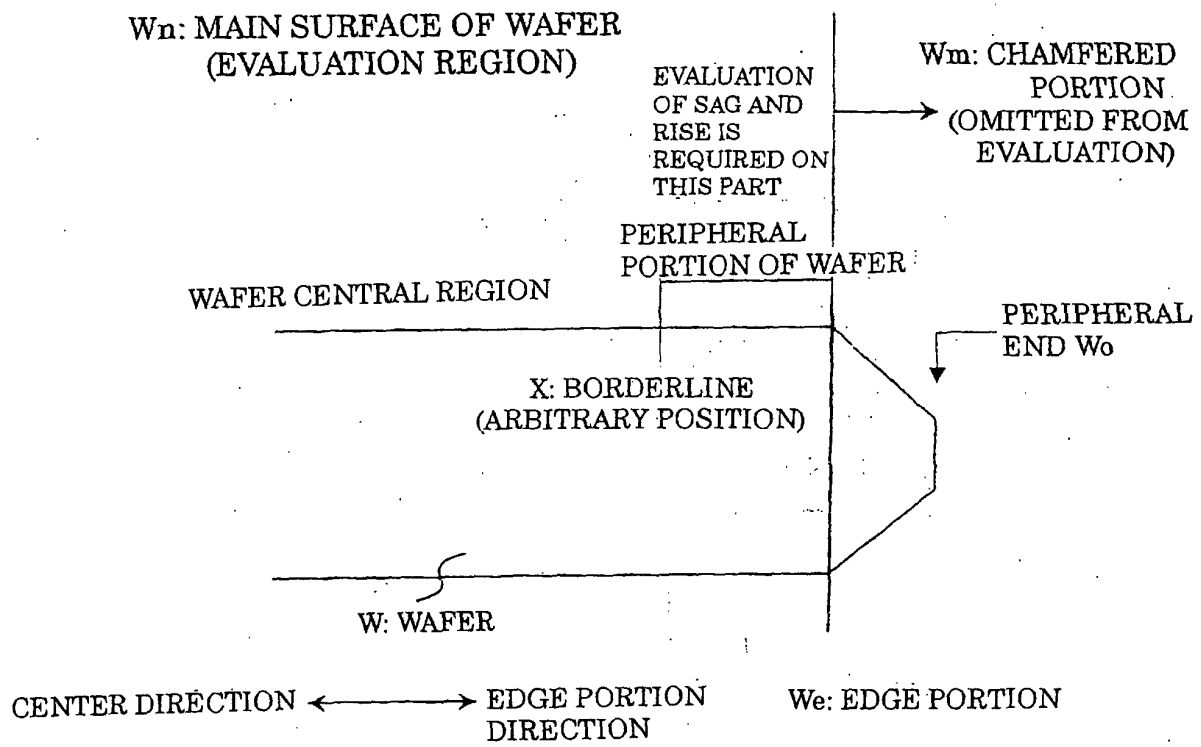 Wn: MAIN SURFACE OF WAFER
(EVALUATION REGION)
EVALUATION
OF SAG AND
RISE IS
REQUIRED ON
THIS PART
Wm: CHAMFERED
PORTION
(OMITTED FROM
EVALUATION)
PERIPHERAL
PORTION OF WAFER
WAFER CENTRAL REGION
PERIPHERAL
END Wo
X: BORDERLINE
(ARBITRARY POSITION)
W: WAFER
CENTER DIRECTION
EDGE PORTION
DIRECTION
We: EDGE PORTION